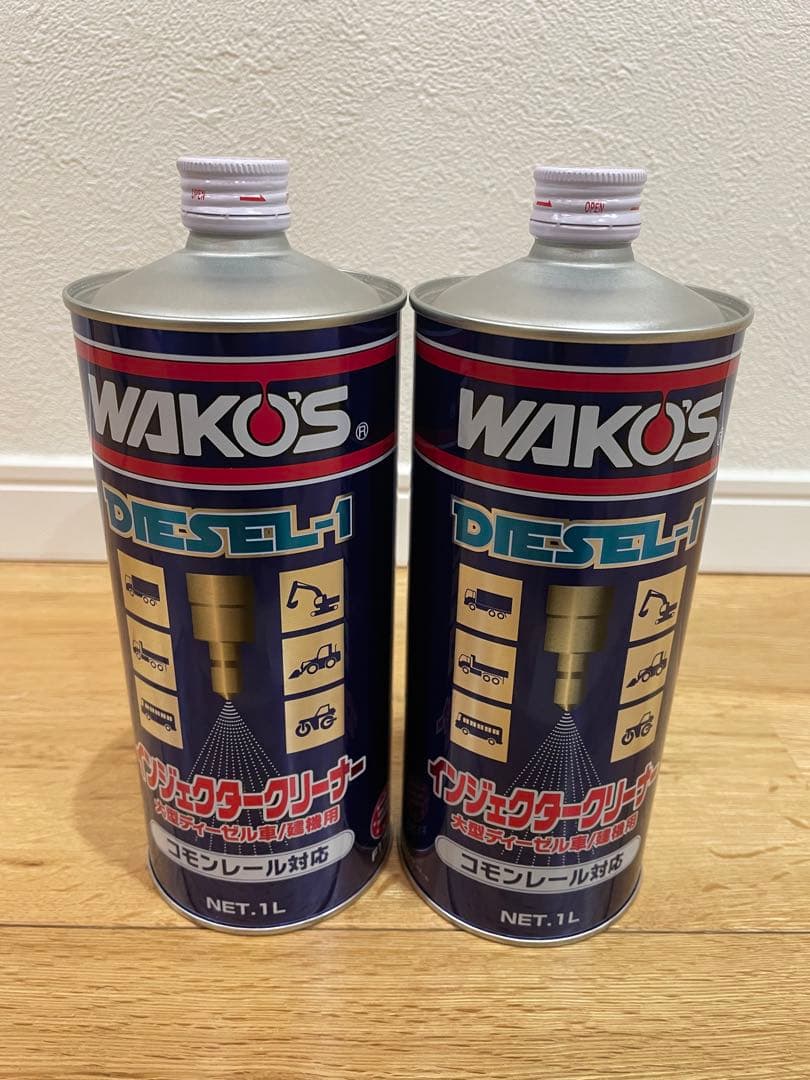 OPEN
WAKO'S®
DIESEL-1
インジェクタークリーナー
大型ディーゼル車/建機用
コモンレール対応
NET.1L
OPEN
WAKO'S
DIESEL-1
インジェクタークリーナー
大型ディーゼル車/建機用
コモンレール対応
NET.1L